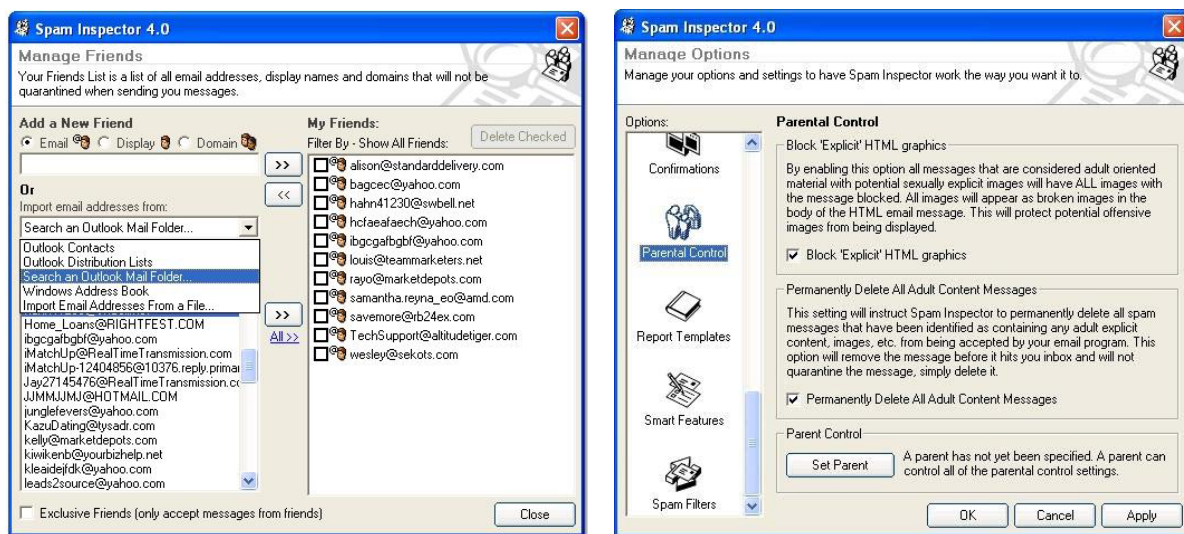 Spam Inspector 4.0
Manage Friends
Your Friends List is a list of all email addresses, display names and domains that will not be
quarantined when sending you messages.
Add a New Friend
Email Display Domain
>>
<<
Or
Import email addresses from:
Search an Outlook Mail Folder...
Outlook Contacts
Outlook Distribution Lists
Search an Outlook Mail Folder...
Windows Address Book
Import Email Addresses From a File...
Home_Loans@RIGHTFEST.COM
ibgcgafbgbf@yahoo.com
iMatchUp@RealTimeTransmission.com
iMatchUp-12404856@10376.reply.primar
Jay27145476@RealTimeTransmission.cc
JJMMJJMJ@HOTMAIL.COM
junglefevers@yahoo.com
KazuDating@tysadr.com
kelly@marketdepots.com
kiwikenb@yourbizhelp.net
kleaidejfdk@yahoo.com
leads2source@yahoo.com
>>
All >>
My Friends:
Filter By - Show All Friends:
Delete Checked
alison@standarddelivery.com
bagcec@yahoo.com
hahn41230@swbell.net
hcfaeafaech@yahoo.com
ibgcgafbgbf@yahoo.com
louis@teammarketers.net
rayo@marketdepots.com
samantha.reyna_eo@amd.com
savemore@rb24ex.com
TechSupport@altitudetiger.com
wesley@sekots.com
Exclusive Friends (only accept messages from friends)
Close
Spam Inspector 4.0
Manage Options
Manage your options and settings to have Spam Inspector work the way you want it to.
Options:
Confirmations
Parental Control
Report Templates
Smart Features
Spam Filters
Parental Control
Block 'Explicit' HTML graphics
By enabling this option all messages that are considered adult oriented
material with potential sexually explicit images will have ALL images with
the message blocked. All images will appear as broken images in the
body of the HTML email message. This will protect potential offensive
images from being displayed.
Block 'Explicit' HTML graphics
Permanently Delete All Adult Content Messages
This setting will instruct Spam Inspector to permanently delete all spam
messages that have been identified as containing any adult explicit
content, images, etc. from being accepted by your email program. This
option will remove the message before it hits you inbox and will not
quarantine the message, simply delete it.
Permanently Delete All Adult Content Messages
Parent Control
Set Parent
A parent has not yet been specified. A parent can
control all of the parental control settings.
OK
Cancel
Apply